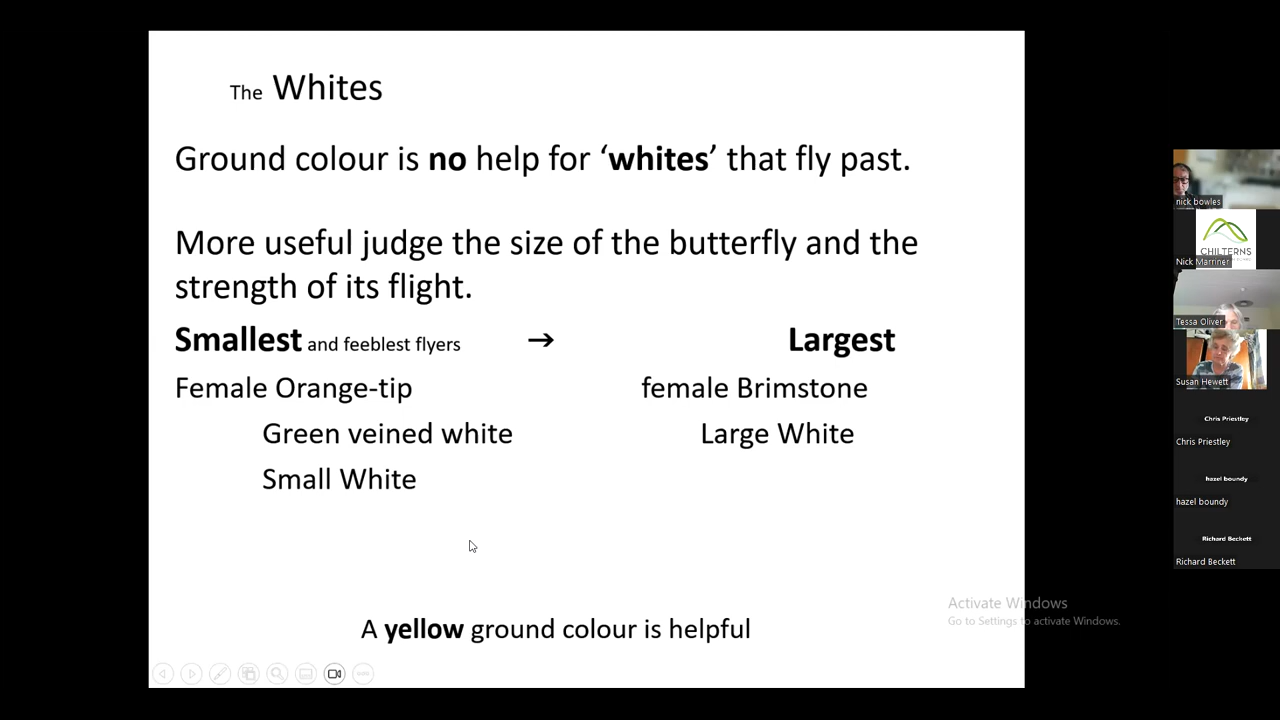 The Whites
Ground colour is no help for ‘whites’ that fly past.
More useful judge the size of the butterfly and the
strength of its flight.
Smallest and feeblest flyers → Largest
Female Orange-tip female Brimstone
Green veined white Large White
Small White
A yellow ground colour is helpful
Activate Windows
Go to Settings to activate Windows.
nick bowles
CHILTERNS
Nick Marriner
Tessa Oliver
Susan Hewett
Chris Priestley
Chris Priestley
hazel boundy
hazel boundy
Richard Beckett
Richard Beckett